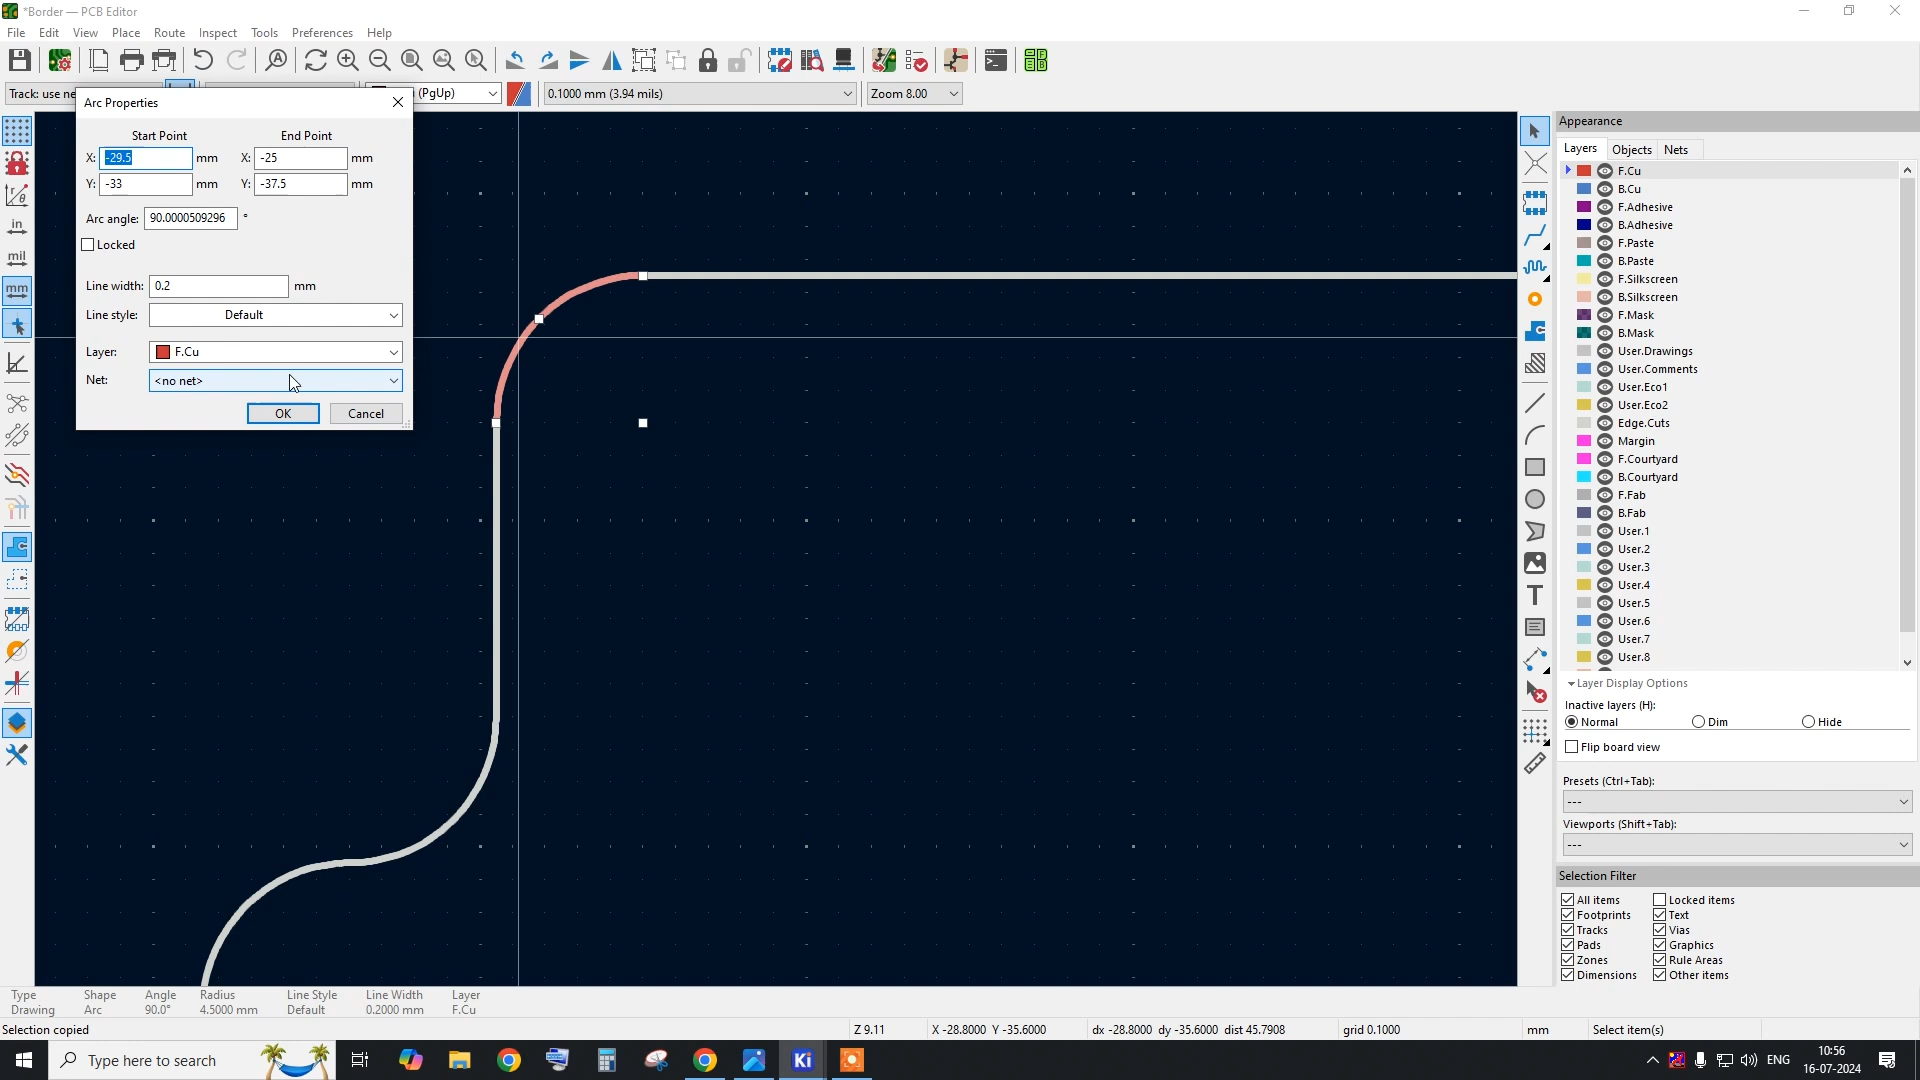 *Border — PCB Editor
File Edit View Place Route Inspect Tools Preferences Help
Track: use ne
(PgUp)
0.1000 mm (3.94 mils)
Zoom 8.00
Arc Properties
Start Point End Point
X: -29.5 mm X: -25 mm
Y: -33 mm Y: -37.5 mm
Arc angle: 90.0000509296 °
Locked
Line width: 0.2 mm
Line style: Default
Layer: F.Cu
Net: <no net>
OK Cancel
in
mil
mm
Appearance
Layers Objects Nets
F.Cu
B.Cu
F.Adhesive
B.Adhesive
F.Paste
B.Paste
F.Silkscreen
B.Silkscreen
F.Mask
B.Mask
User.Drawings
User.Comments
User.Eco1
User.Eco2
Edge.Cuts
Margin
F.Courtyard
B.Courtyard
F.Fab
B.Fab
User.1
User.2
User.3
User.4
User.5
User.6
User.7
User.8
Layer Display Options
Inactive layers (H):
Normal Dim Hide
Flip board view
Presets (Ctrl+Tab):
---
Viewports (Shift+Tab):
---
Selection Filter
All items Locked items
Footprints Text
Tracks Vias
Pads Graphics
Zones Rule Areas
Dimensions Other items
Type Shape Angle Radius Line Style Line Width Layer
Drawing Arc 90.0° 4.5000 mm Default 0.2000 mm F.Cu
Selection copied Z 9.11 X -28.8000 Y -35.6000 dx -28.8000 dy -35.6000 dist 45.7908 grid 0.1000 mm Select item(s)
Type here to search
Ki
ENG
10:56
16-07-2024